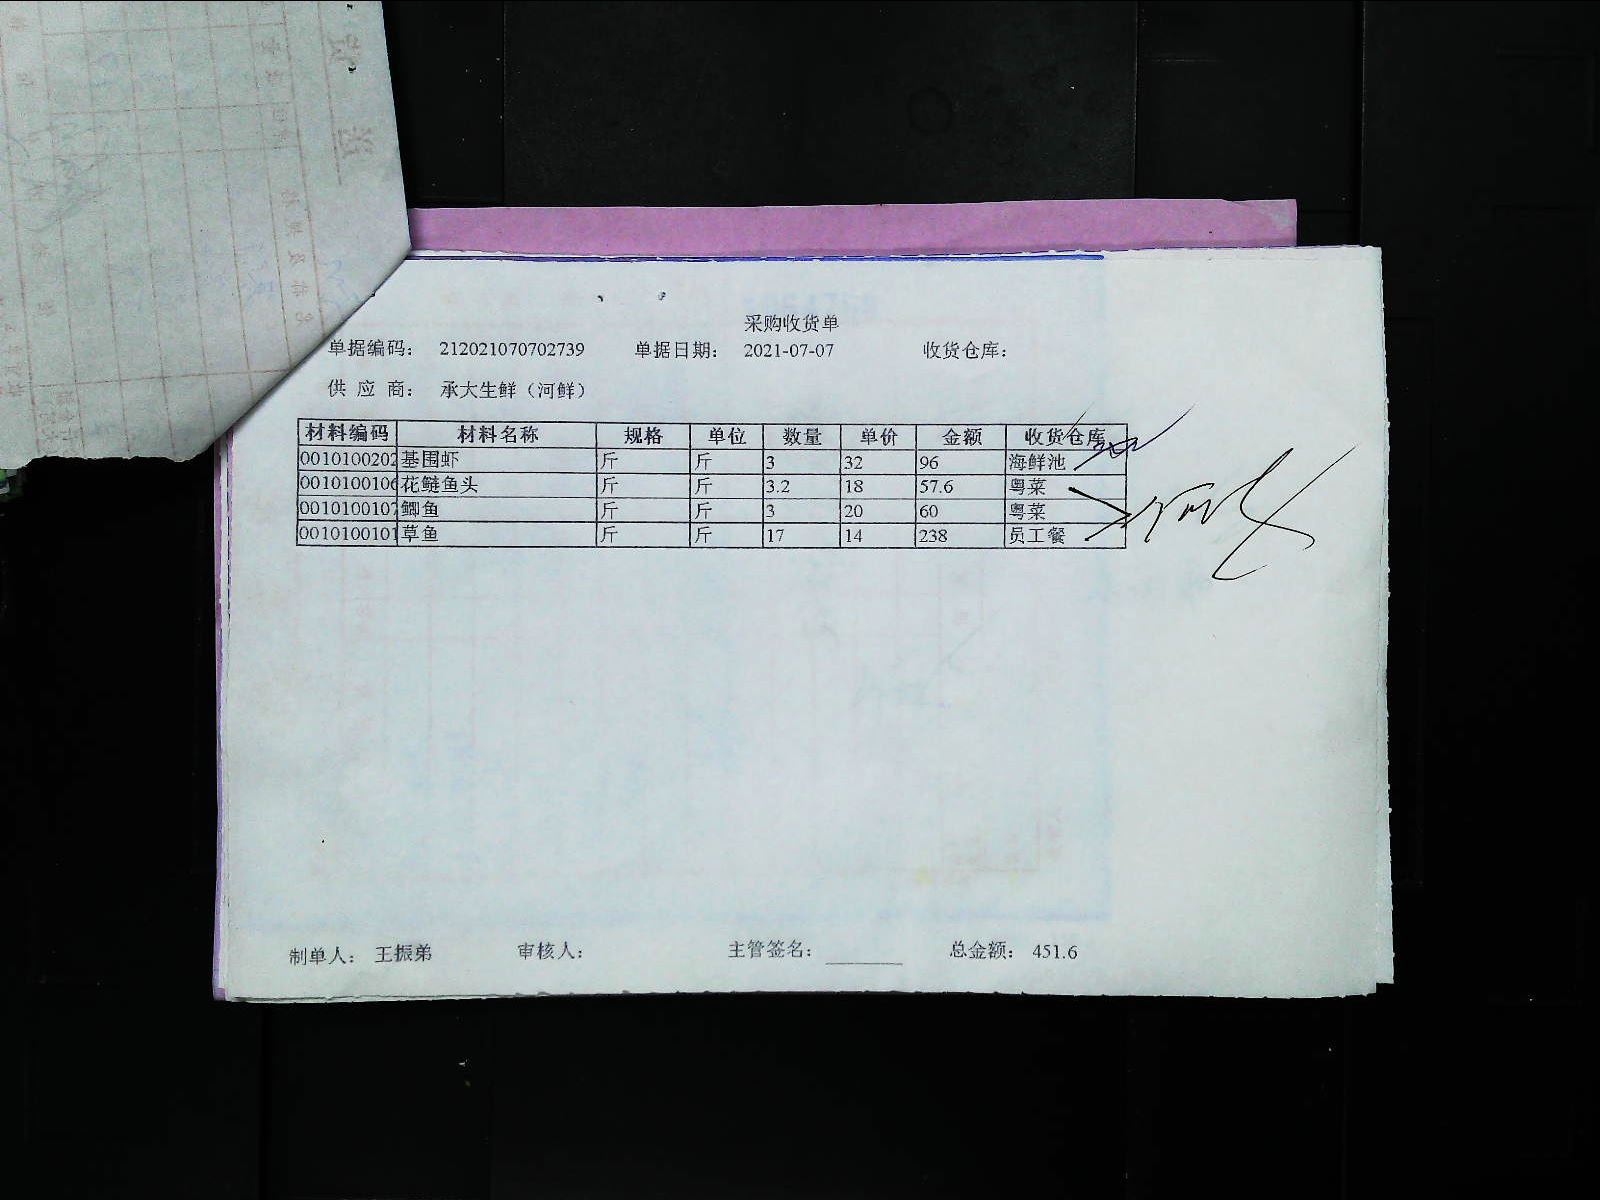 采购收货单
单据编码： 212021070702739 单据日期： 2021-07-07 收货仓库：
供 应 商： 承大生鲜（河鲜）
材料编码 材料名称 规格 单位 数量 单价 金额 收货仓库
0010100202 基围虾 斤 斤 3 32 96 海鲜池
0010100106 花鲢鱼头 斤 斤 3.2 18 57.6 粤菜
0010100107 鲫鱼 斤 斤 3 20 60 粤菜
0010100101 草鱼 斤 斤 17 14 238 员工餐
制单人： 王振弟 审核人： 主管签名： 总金额： 451.6